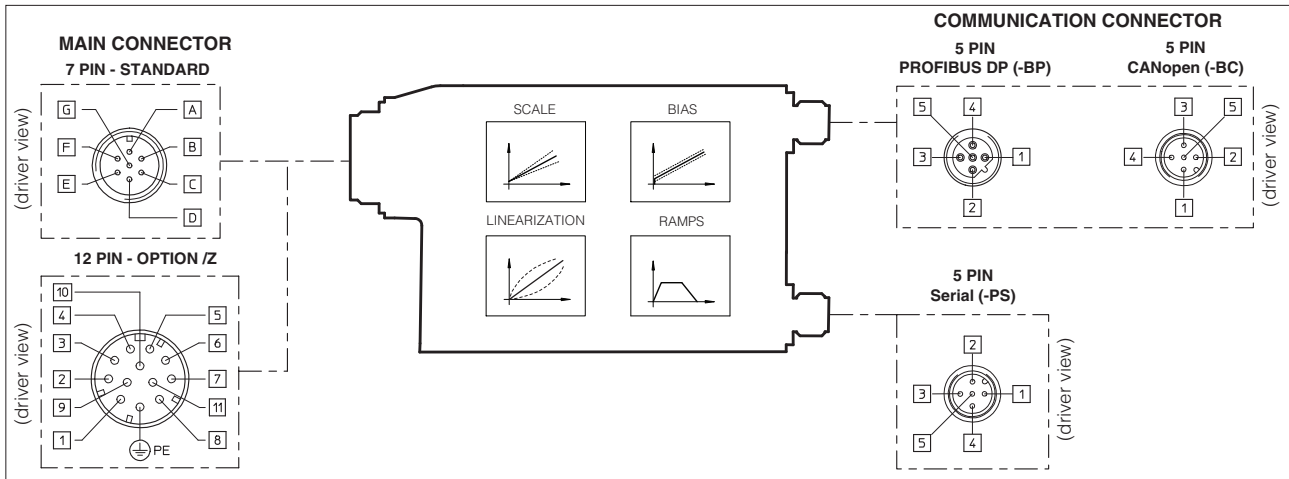 MAIN CONNECTOR
7 PIN - STANDARD
(driver view)
G
A
F
B
E
C
D
12 PIN - OPTION /Z
(driver view)
10
4
5
3
6
2
7
9
11
1
8
PE
SCALE
BIAS
LINEARIZATION
RAMPS
COMMUNICATION CONNECTOR
5 PIN
PROFIBUS DP (-BP)
5
4
3
1
2
5 PIN
CANopen (-BC)
3
5
4
2
1
(driver view)
5 PIN
Serial (-PS)
2
3
1
5
4
(driver view)